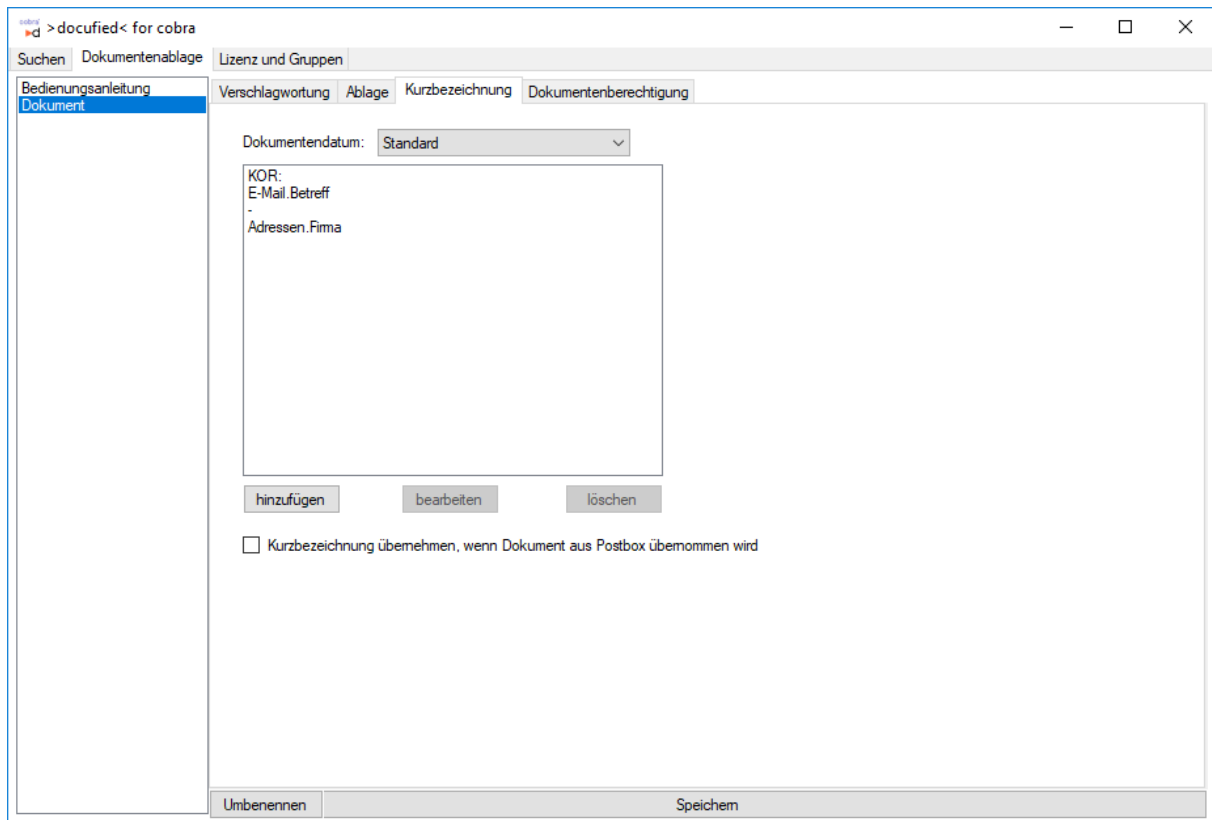 cobra
>d
>docufied< for cobra
Suchen Dokumentenablage Lizenz und Gruppen
Bedienungsanleitung
Dokument
Verschlagwortung Ablage Kurzbezeichnung Dokumentenberechtigung
Dokumentendatum: Standard
KOR:
E-Mail.Betreff
-
Adressen.Firma
hinzufügen bearbeiten löschen
Kurzbezeichnung übernehmen, wenn Dokument aus Postbox übernommen wird
Umbenennen Speichern